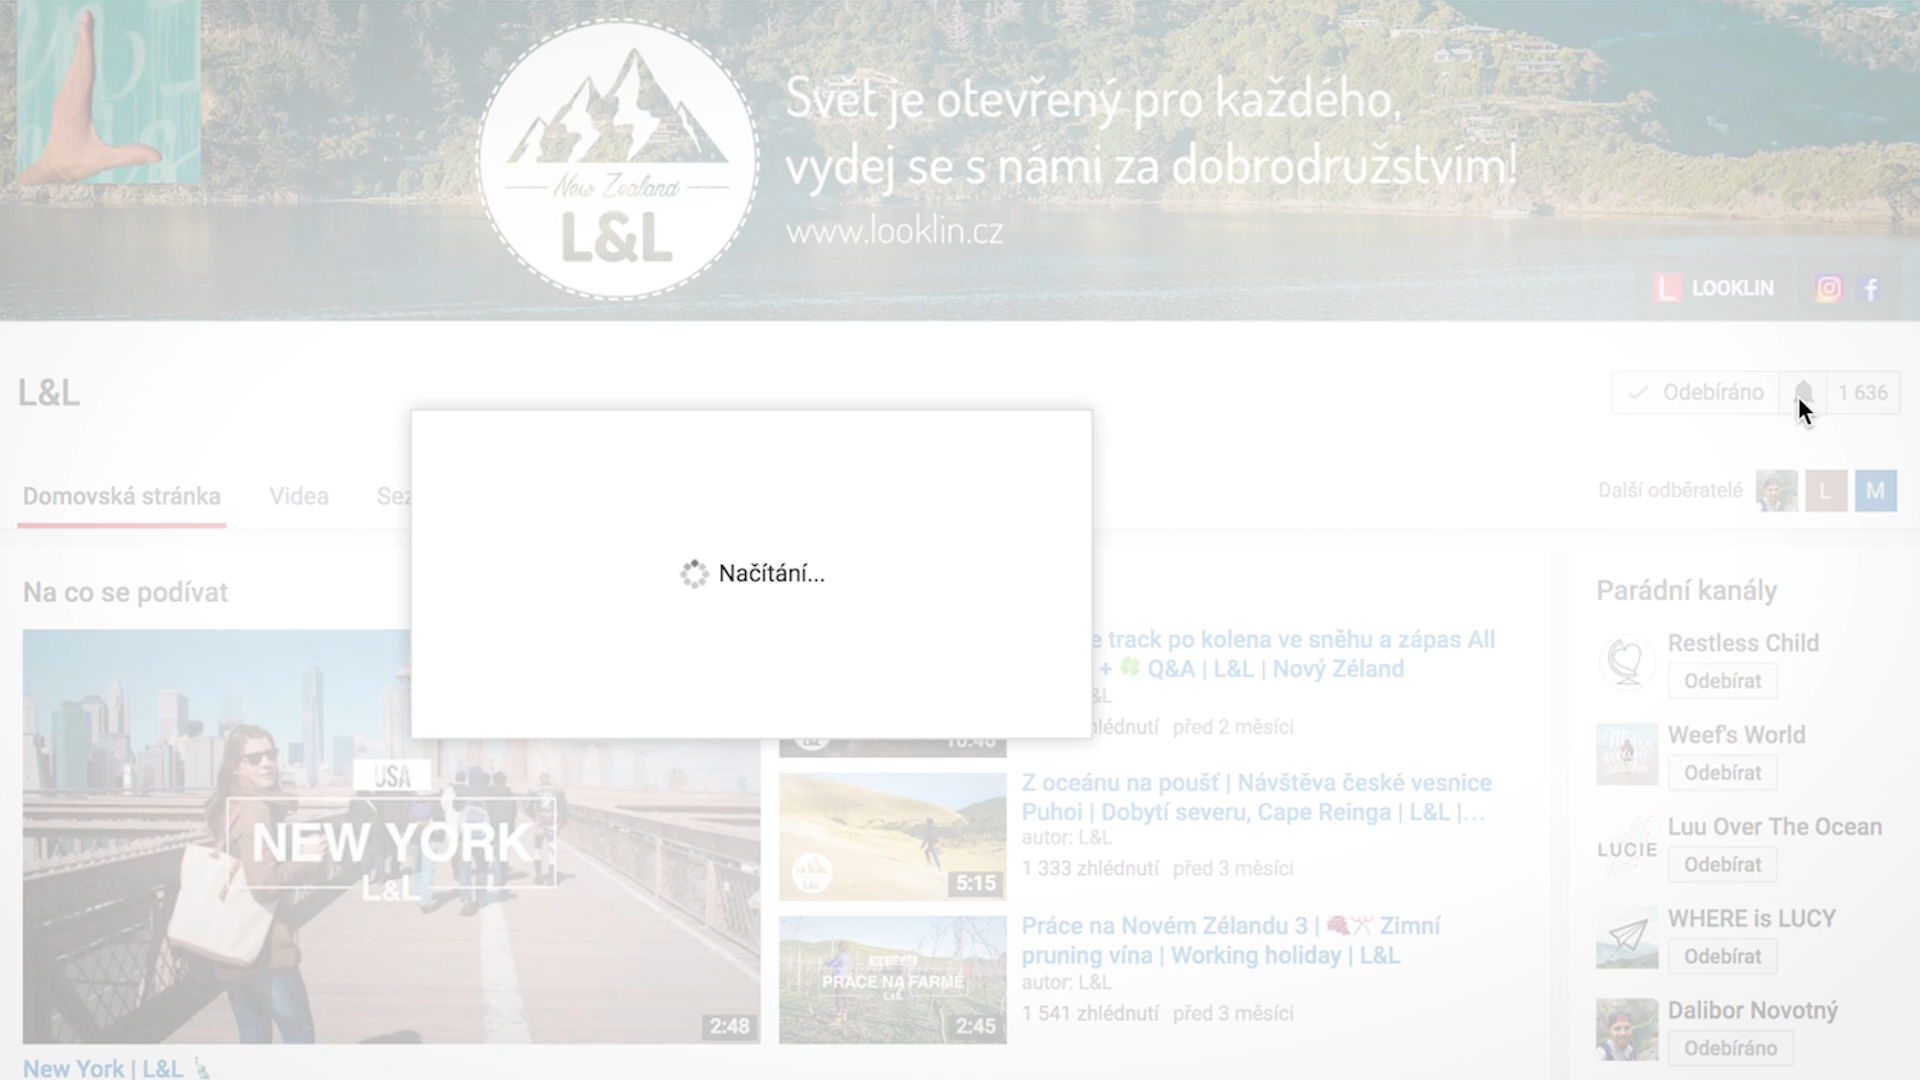 Svět je otevřený pro každého,
vydej se s námi za dobrodružstvím!
www.looklin.cz
New Zealand
L&L
LOOKLIN
L&L
Odebíráno
1 636
Domovská stránka
Videa
Sez
Další odběratelé
L
M
Načítání...
Na co se podívat
USA
NEW YORK
L&L
2:48
New York | L&L
e track po kolena ve sněhu a zápas All
+ Q&A | L&L | Nový Zéland
&L
hlédnutí před 2 měsíci
10:48
Z oceánu na poušť | Návštěva české vesnice
Puhoi | Dobytí severu, Cape Reinga | L&L |...
autor: L&L
1 333 zhlédnutí před 3 měsíci
5:15
Práce na Novém Zélandu 3 | Zimní
pruning vína | Working holiday | L&L
autor: L&L
1 541 zhlédnutí před 3 měsíci
PRÁCE NA FARMĚ
L&L
2:45
Parádní kanály
Restless Child
Odebírat
Weef's World
Odebírat
Luu Over The Ocean
LUCIE
Odebírat
WHERE is LUCY
Odebírat
Dalibor Novotný
Odebíráno